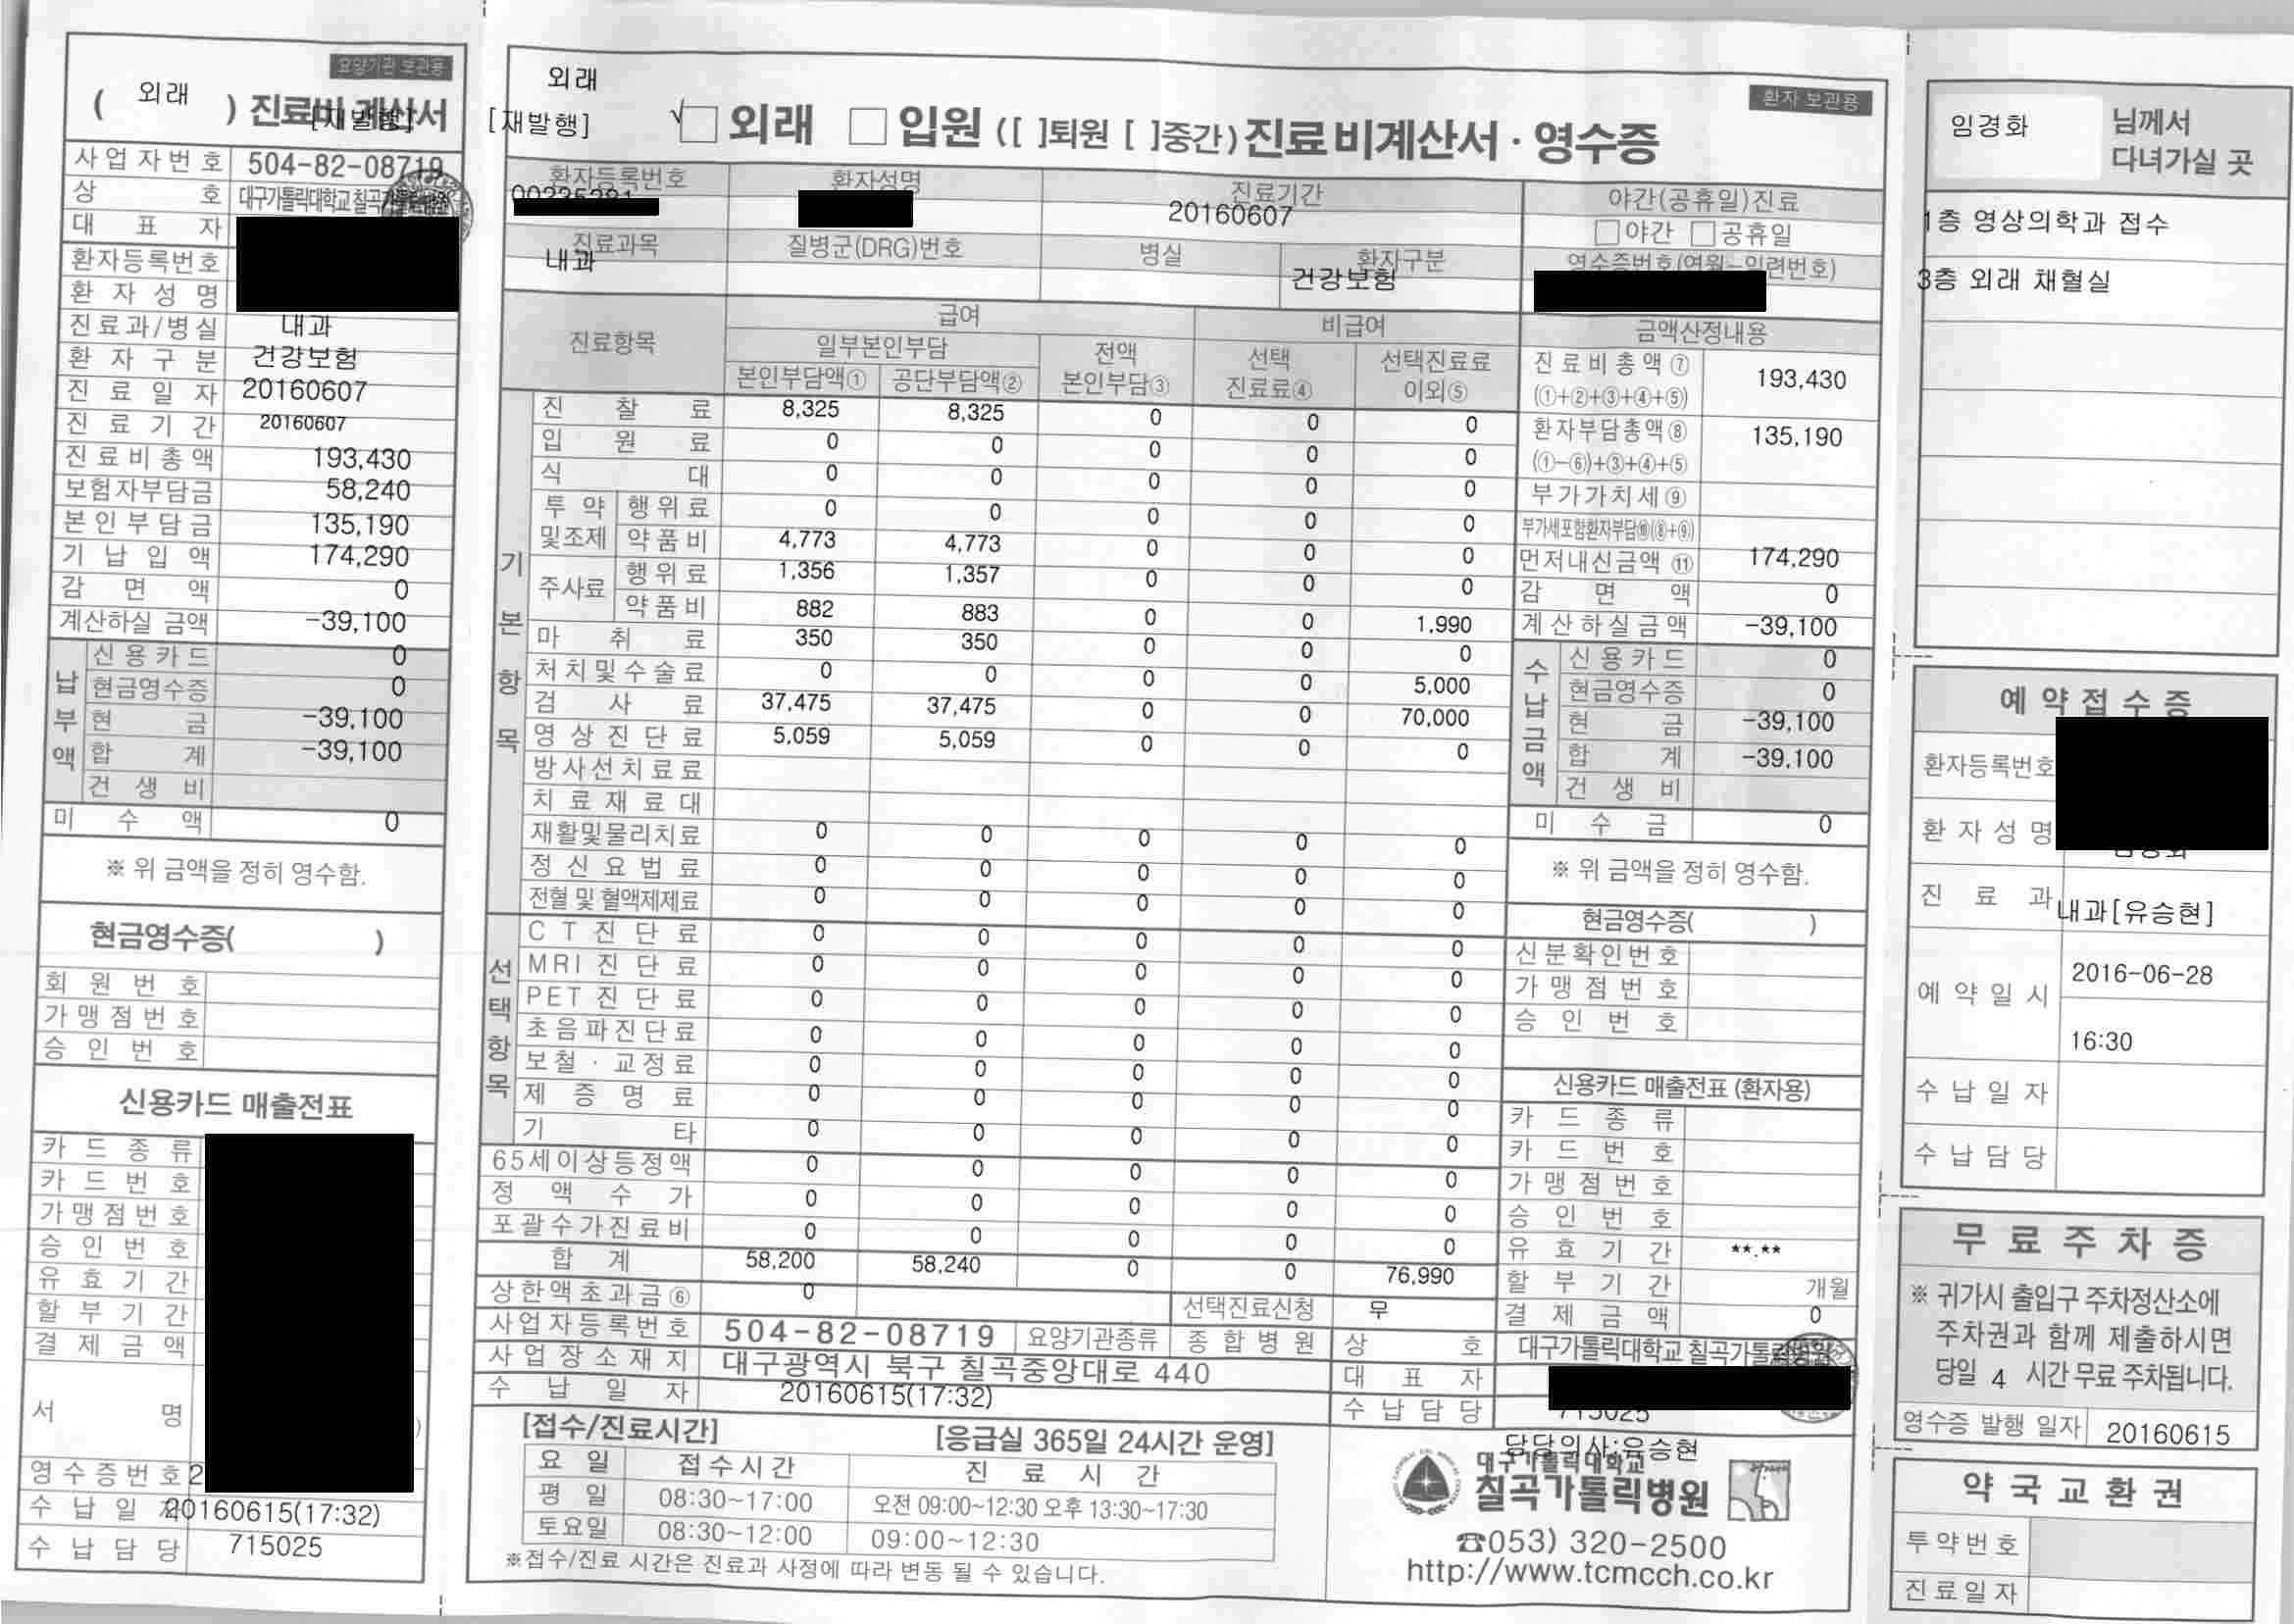 요양기관 보관용
( 외래 ) 진료비 계산서
[재발행]
사업자번호 504-82-08719
상 호 대구가톨릭대학교 칠곡가톨릭병원
대 표 자
환자등록번호
환 자 성 명
진료과/병실 내과
환 자 구 분 건강보험
진 료 일 자 20160607
진 료 기 간 20160607
진료비총액 193,430
보험자부담금 58,240
본인부담금 135,190
기 납 입 액 174,290
감 면 액 0
계산하실 금액 -39,100
납부액
신용카드 0
현금영수증 0
현 금 -39,100
합 계 -39,100
건 생 비
미 수 액 0
※ 위 금액을 정히 영수함.
현금영수증( )
회 원 번 호
가맹점번호
승 인 번 호
신용카드 매출전표
카 드 종 류
카 드 번 호
가맹점번호
승 인 번 호
유 효 기 간
할 부 기 간
결 제 금 액
서 명 )
영수증번호 2
수 납 일 자 20160615(17:32)
수 납 담 당 715025
외래
환자 보관용
[재발행] √□ 외래 □ 입원 ([ ]퇴원 [ ]중간) 진료비계산서 · 영수증
환자등록번호 환자성명 진료기간 야간(공휴일)진료
00235281 20160607 □야간 □공휴일
진료과목 질병군(DRG)번호 병실 환자구분 영수증번호(연월-일련번호)
내과 건강보험
진료항목 급여 비급여 금액산정내용
일부본인부담 전액 본인부담③ 선택 진료료④ 선택진료료 이외⑤
본인부담액① 공단부담액②
기본항목
진 찰 료 8,325 8,325 0 0 0
입 원 료 0 0 0 0 0
식 대 0 0 0 0 0
투약 및조제 행위료 0 0 0 0 0
약품비 4,773 4,773 0 0 0
주사료 행위료 1,356 1,357 0 0 0
약품비 882 883 0 0 1,990
마 취 료 350 350 0 0 0
처치및수술료 0 0 0 0 5,000
검 사 료 37,475 37,475 0 0 70,000
영상진단료 5,059 5,059 0 0 0
방사선치료료
치료재료대
재활및물리치료 0 0 0 0 0
정신요법료 0 0 0 0 0
전혈 및 혈액제제료 0 0 0 0 0
선택항목
CT진단료 0 0 0 0 0
MRI진단료 0 0 0 0 0
PET진단료 0 0 0 0 0
초음파진단료 0 0 0 0 0
보철·교정료 0 0 0 0 0
제증명료 0 0 0 0 0
기 타 0 0 0 0 0
65세이상등정액 0 0 0 0 0
정 액 수 가 0 0 0 0 0
포괄수가진료비 0 0 0 0 0
합 계 58,200 58,240 0 0 76,990
상한액초과금⑥ 0 선택진료신청 무
사업자등록번호 504-82-08719 요양기관종류 종합병원 상 호 대구가톨릭대학교 칠곡가톨릭병원
사업장소재지 대구광역시 북구 칠곡중앙대로 440 대 표 자
수 납 일 자 20160615(17:32) 수 납 담 당 715025
진료비총액⑦ 193,430
(①+②+③+④+⑤)
환자부담총액⑧ 135,190
(①-⑥)+③+④+⑤
부가가치세⑨
부가세포함환자부담⑩(⑧+⑨)
먼저내신금액⑪ 174,290
감 면 액 0
계산하실금액 -39,100
수납금액
신용카드 0
현금영수증 0
현 금 -39,100
합 계 -39,100
건 생 비
미 수 금 0
※ 위 금액을 정히 영수함.
현금영수증( )
신분확인번호
가맹점번호
승 인 번 호
신용카드 매출전표 (환자용)
카 드 종 류
카 드 번 호
가맹점번호
승 인 번 호
유 효 기 간 **.**
할 부 기 간 개월
결 제 금 액 0
[접수/진료시간] [응급실 365일 24시간 운영]
요 일 접수시간 진 료 시 간
평 일 08:30~17:00 오전 09:00~12:30 오후 13:30~17:30
토요일 08:30~12:00 09:00~12:30
※접수/진료 시간은 진료과 사정에 따라 변동 될 수 있습니다.
담당의사:유승현
대구가톨릭대학교
칠곡가톨릭병원
☎053) 320-2500
http://www.tcmcch.co.kr
임경화 님께서
다녀가실 곳
1층 영상의학과 접수
3층 외래 채혈실
예약접수증
환자등록번호
환 자 성 명
진 료 과 내과[유승현]
예 약 일 시 2016-06-28
16:30
수 납 일 자
수 납 담 당
무료주차증
※ 귀가시 출입구 주차정산소에
주차권과 함께 제출하시면
당일 4 시간 무료 주차됩니다.
영수증 발행 일자 20160615
약국교환권
투약번호
진료일자